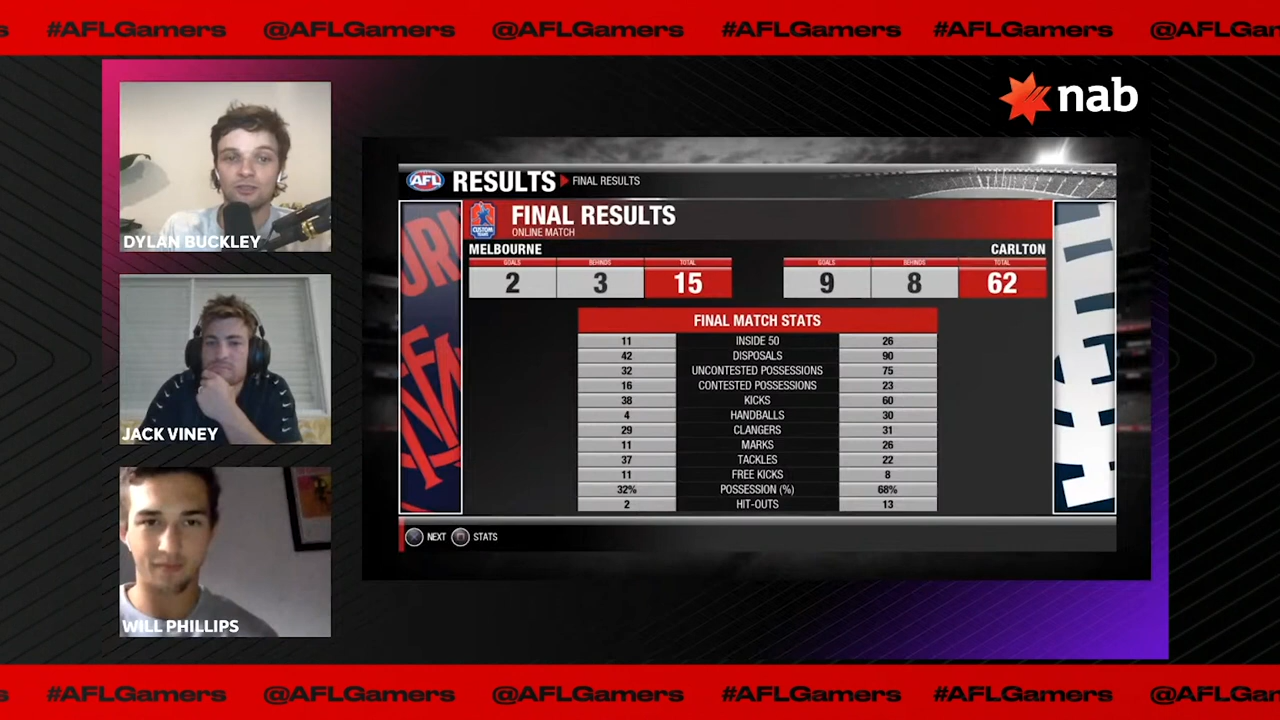 #AFLGamers @AFLGamers @AFLGamers #AFLGamers #AFLGamers
nab
DYLAN BUCKLEY
JACK VINEY
WILL PHILLIPS
AFL RESULTS FINAL RESULTS
CUSTOM
FINAL RESULTS
ONLINE MATCH
MELBOURNE CARLTON
GOALS BEHINDS TOTAL GOALS BEHINDS TOTAL
2 3 15 9 8 62
FINAL MATCH STATS
11 INSIDE 50 26
42 DISPOSALS 90
32 UNCONTESTED POSSESSIONS 75
16 CONTESTED POSSESSIONS 23
38 KICKS 60
4 HANDBALLS 30
29 CLANGERS 31
11 MARKS 26
37 TACKLES 22
11 FREE KICKS 8
32% POSSESSION (%) 68%
2 HIT-OUTS 13
NEXT STATS
#AFLGamers @AFLGamers @AFLGamers #AFLGamers #AFLGamers